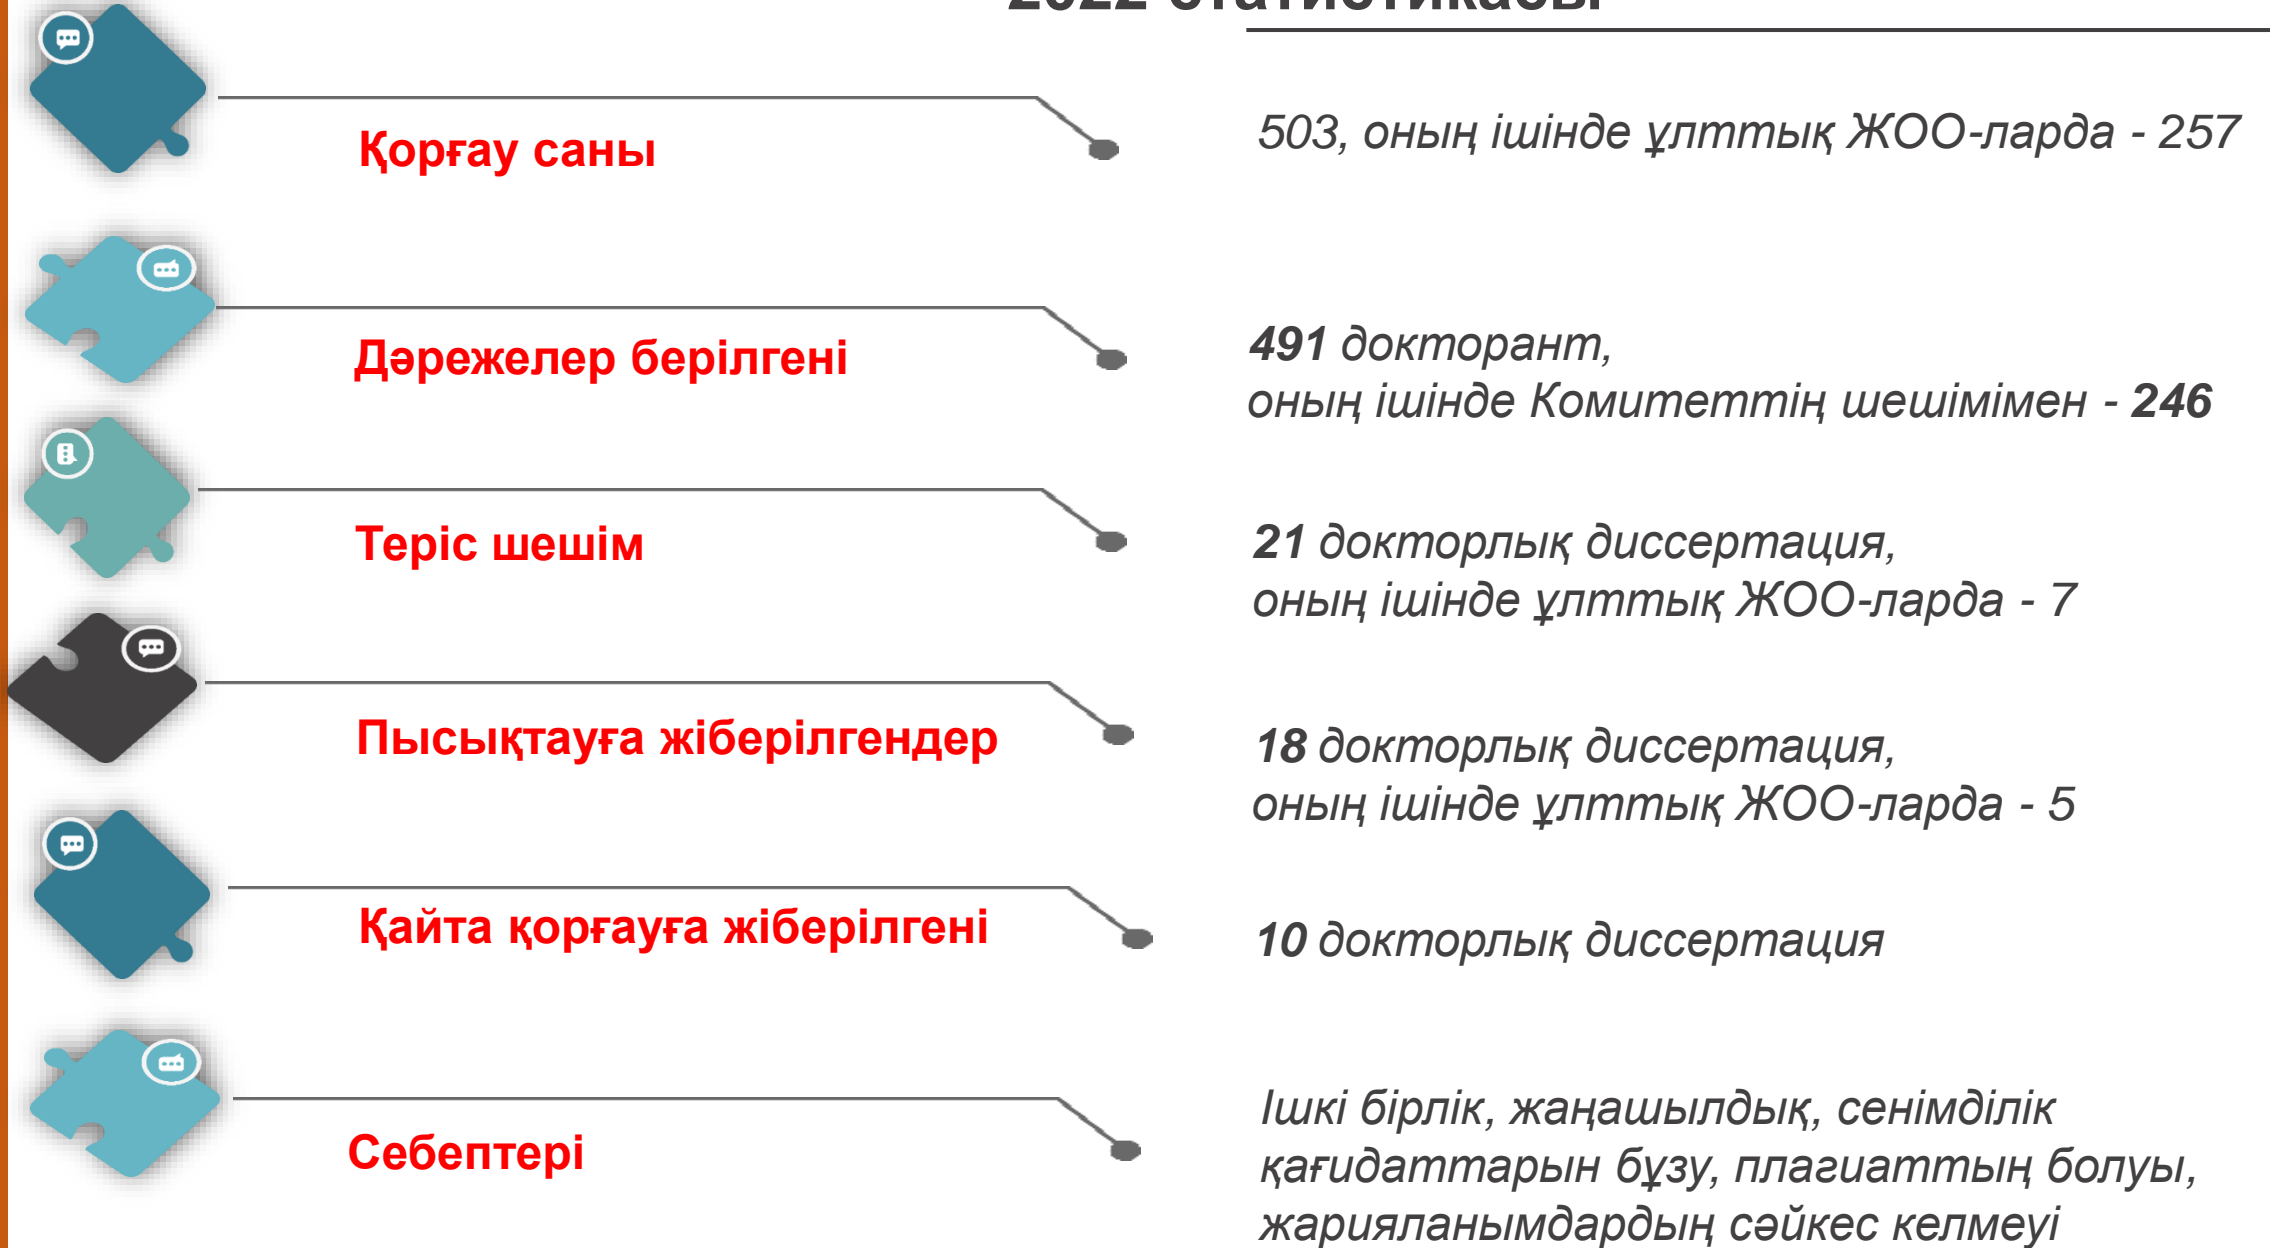 2022 статистикасы
Қорғау саны
503, оның ішінде ұлттық ЖОО-ларда - 257
Дәрежелер берілгені
491 докторант,
оның ішінде Комитеттің шешімімен - 246
Теріс шешім
21 докторлық диссертация,
оның ішінде ұлттық ЖОО-ларда - 7
Пысықтауға жіберілгендер
18 докторлық диссертация,
оның ішінде ұлттық ЖОО-ларда - 5
Қайта қорғауға жіберілгені
10 докторлық диссертация
Себептері
Ішкі бірлік, жаңашылдық, сенімділік
қағидаттарын бұзу, плагиаттың болуы,
жарияланымдардың сәйкес келмеуі